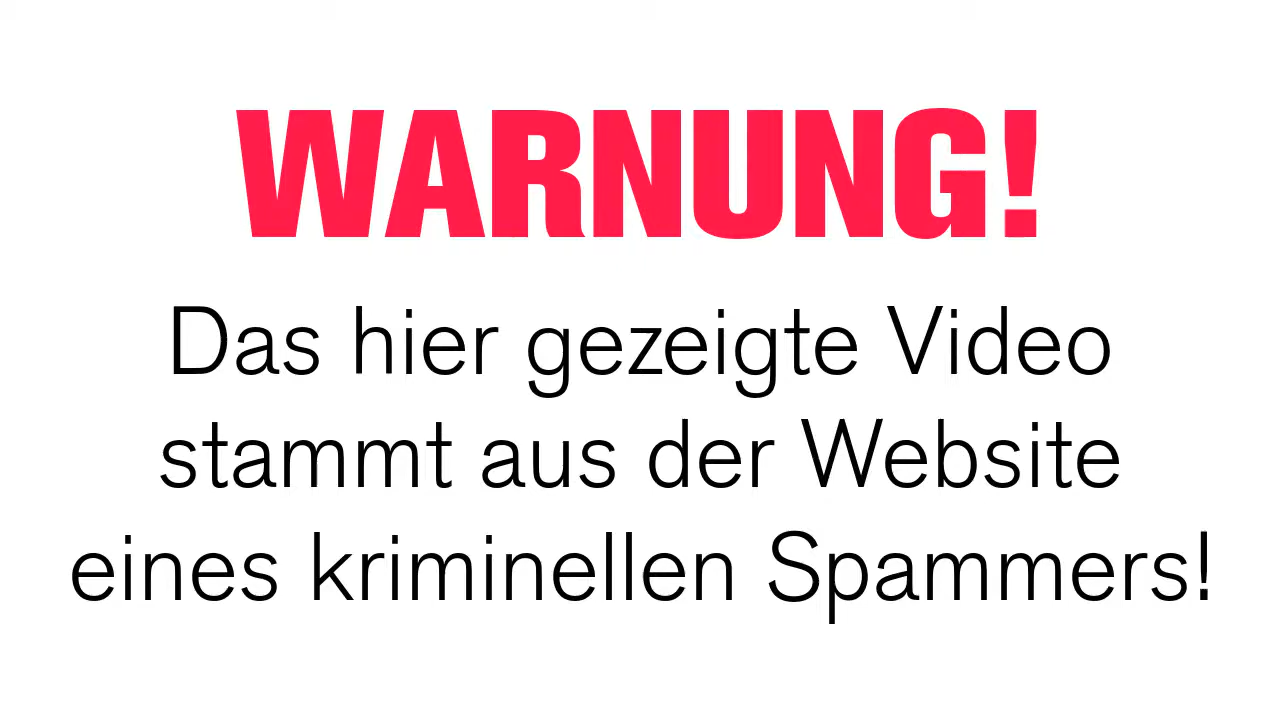 WARNUNG!
Das hier gezeigte Video
stammt aus der Website
eines kriminellen Spammers!